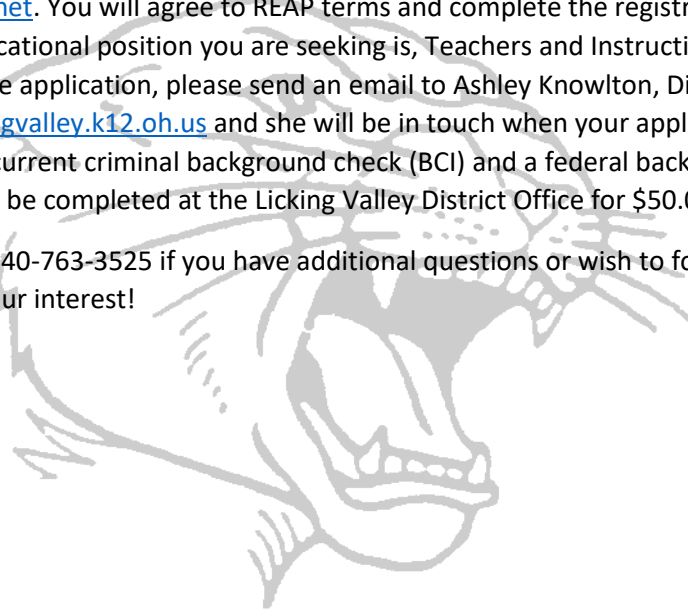 net. You will agree to REAP terms and complete the registr
cational position you are seeking is, Teachers and Instructi
e application, please send an email to Ashley Knowlton, Di
gvalley.k12.oh.us and she will be in touch when your appl
current criminal background check (BCI) and a federal back
be completed at the Licking Valley District Office for $50.0
40-763-3525 if you have additional questions or wish to fo
ur interest!